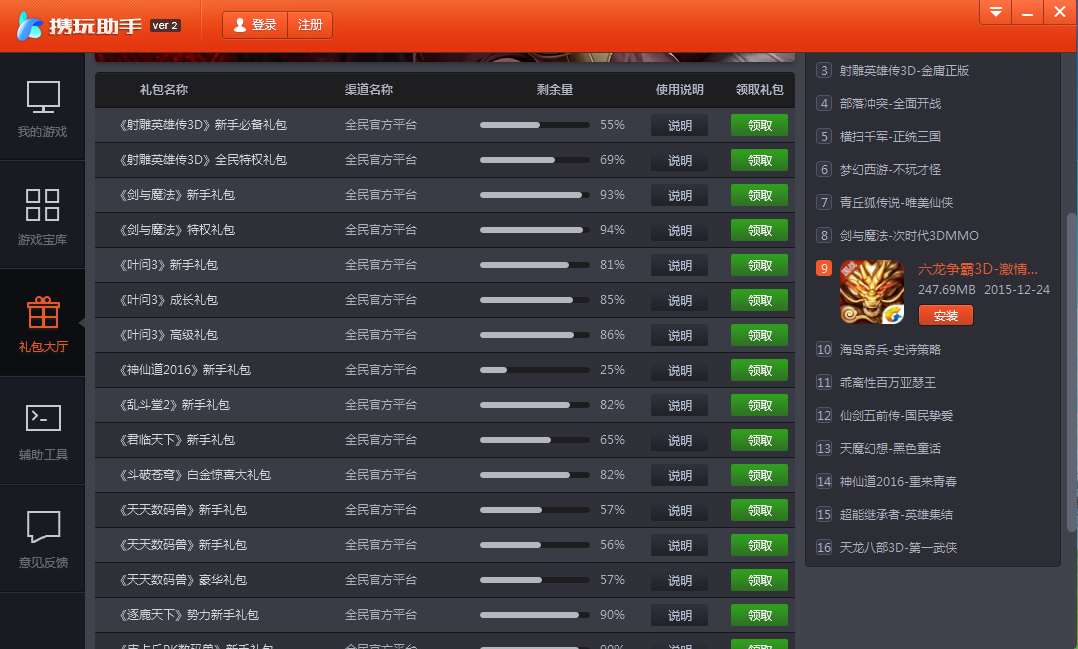 携玩助手 ver 2 登录 注册
我的游戏
游戏宝库
礼包大厅
辅助工具
意见反馈
礼包名称 渠道名称 剩余量 使用说明 领取礼包
《射雕英雄传3D》新手必备礼包 全民官方平台 55% 说明 领取
《射雕英雄传3D》全民特权礼包 全民官方平台 69% 说明 领取
《剑与魔法》新手礼包 全民官方平台 93% 说明 领取
《剑与魔法》特权礼包 全民官方平台 94% 说明 领取
《叶问3》新手礼包 全民官方平台 81% 说明 领取
《叶问3》成长礼包 全民官方平台 85% 说明 领取
《叶问3》高级礼包 全民官方平台 86% 说明 领取
《神仙道2016》新手礼包 全民官方平台 25% 说明 领取
《乱斗堂2》新手礼包 全民官方平台 82% 说明 领取
《君临天下》新手礼包 全民官方平台 65% 说明 领取
《斗破苍穹》白金惊喜大礼包 全民官方平台 82% 说明 领取
《天天数码兽》新手礼包 全民官方平台 57% 说明 领取
《天天数码兽》新手礼包 全民官方平台 56% 说明 领取
《天天数码兽》豪华礼包 全民官方平台 57% 说明 领取
《逐鹿天下》势力新手礼包 全民官方平台 90% 说明 领取
3 射雕英雄传3D-金庸正版
4 部落冲突-全面开战
5 横扫千军-正统三国
6 梦幻西游-不玩才怪
7 青丘狐传说-唯美仙侠
8 剑与魔法-次时代3DMMO
9 六龙争霸3D-激情...
247.69MB 2015-12-24
安装
10 海岛奇兵-史诗策略
11 乖离性百万亚瑟王
12 仙剑五前传-国民挚爱
13 天魔幻想-黑色童话
14 神仙道2016-重来青春
15 超能继承者-英雄集结
16 天龙八部3D-第一武侠